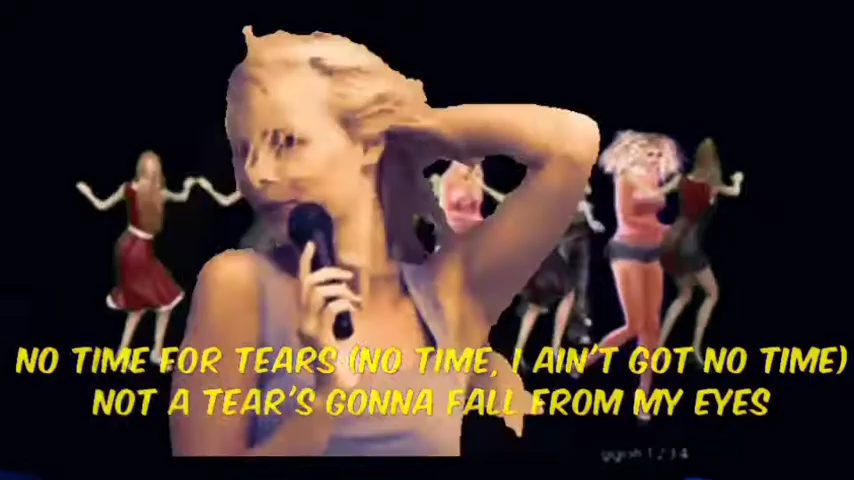 NO TIME FOR TEARS (NO TIME, I AIN'T GOT NO TIME)
NOT A TEAR'S GONNA FALL FROM MY EYES